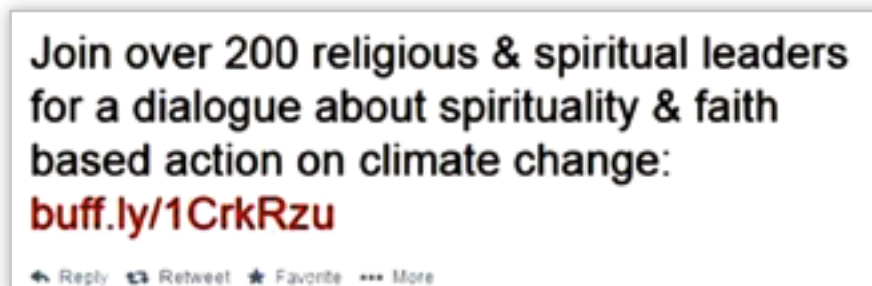 Join over 200 religious & spiritual leaders
for a dialogue about spirituality & faith
based action on climate change:
buff.ly/1CrkRzu
Reply Retweet Favorite More